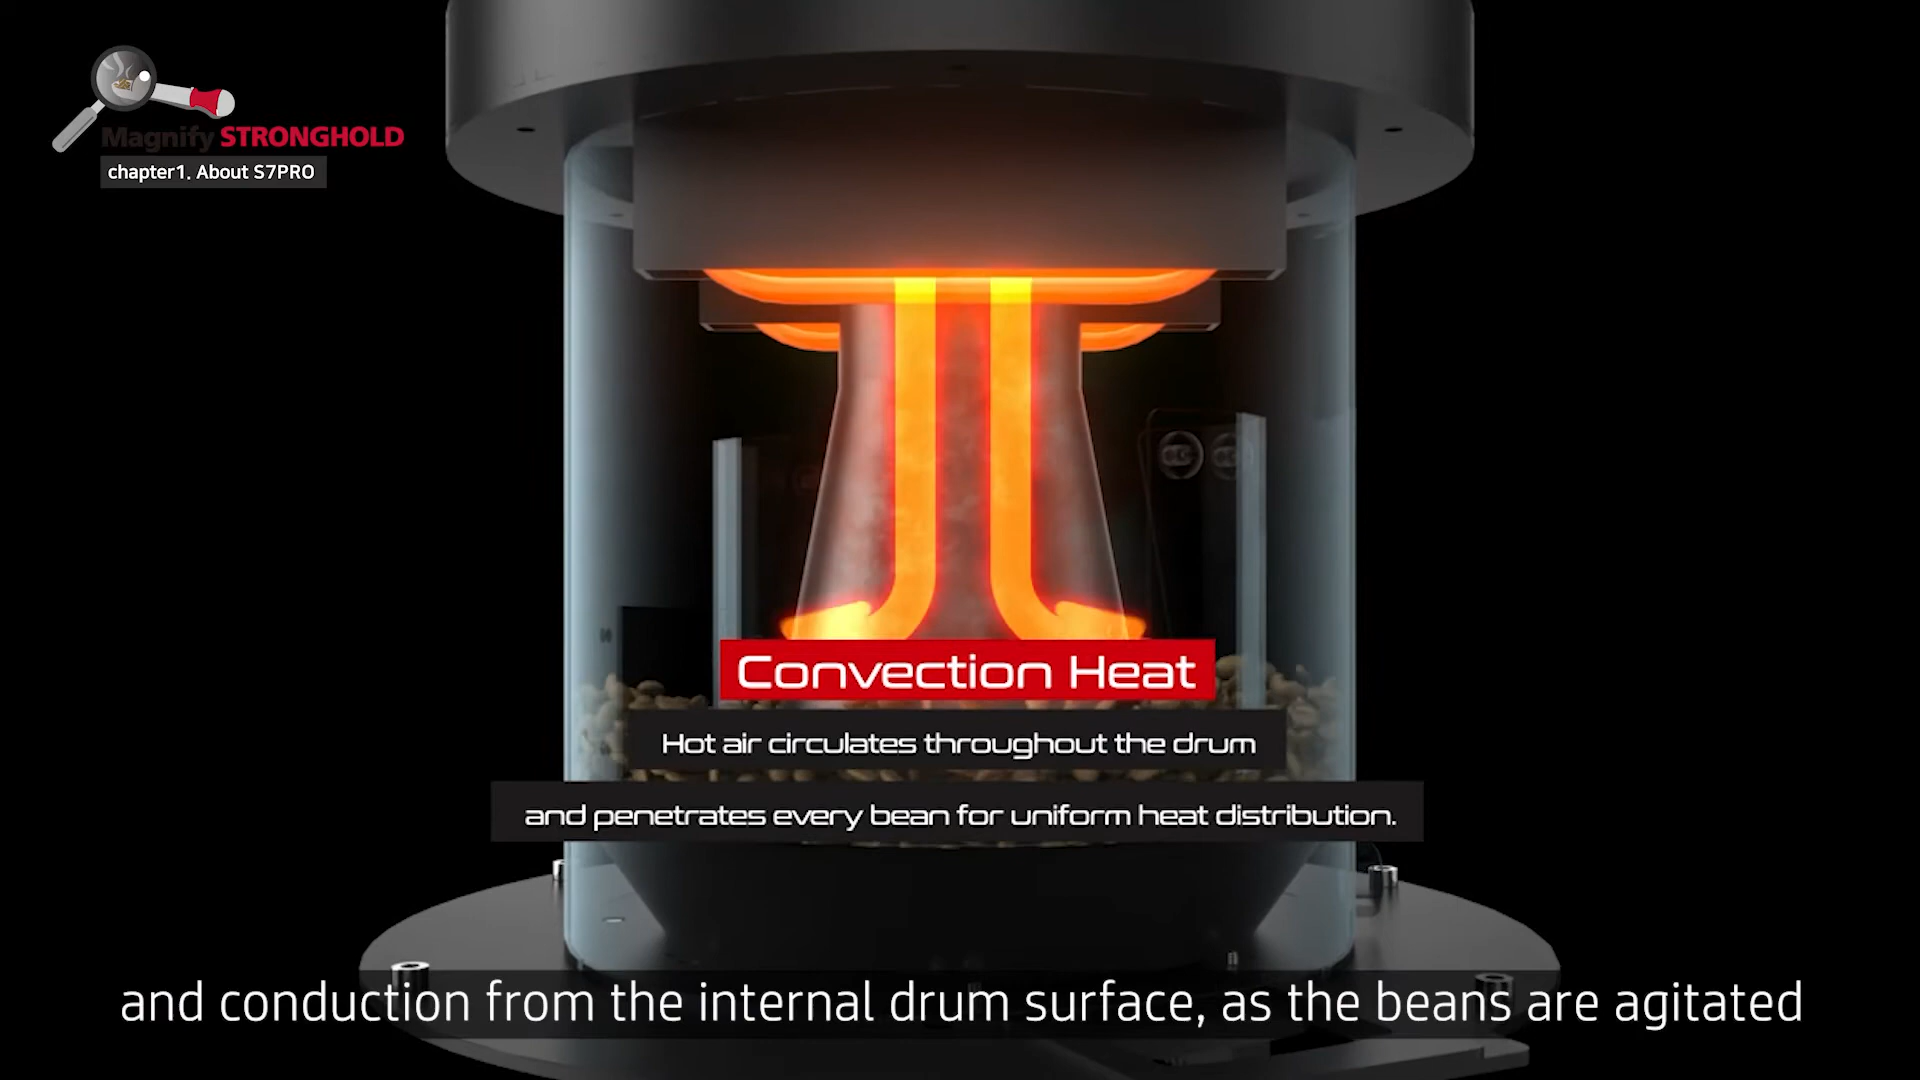 Magnify STRONGHOLD
chapter1. About S7PRO
Convection Heat
Hot air circulates throughout the drum
and penetrates every bean for uniform heat distribution.
and conduction from the internal drum surface, as the beans are agitated